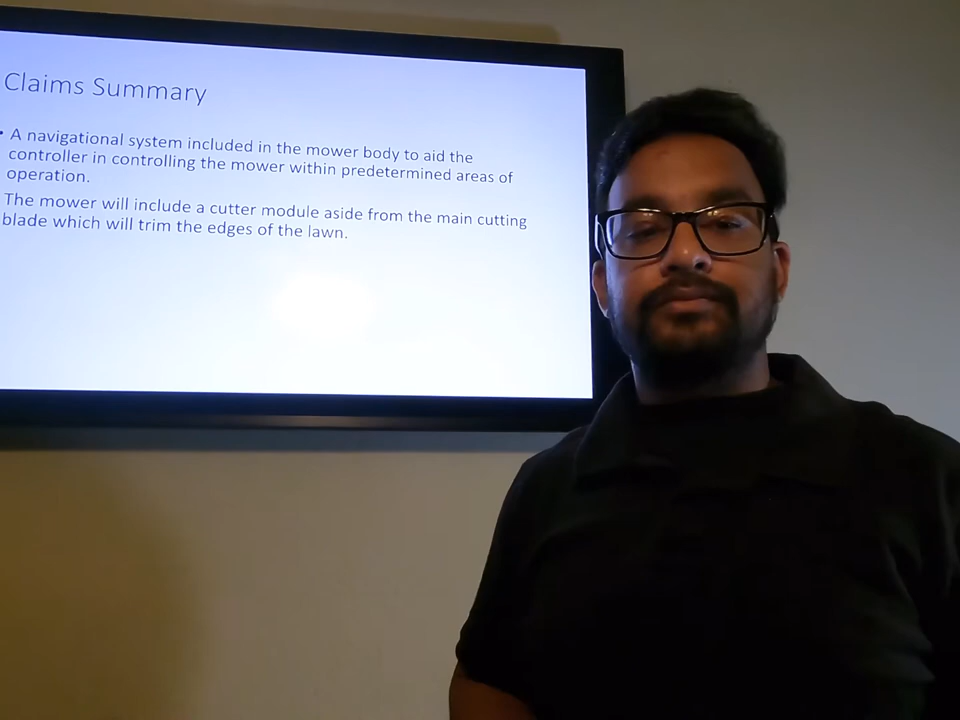 Claims Summary
• A navigational system included in the mower body to aid the
controller in controlling the mower within predetermined areas of
operation.
The mower will include a cutter module aside from the main cutting
blade which will trim the edges of the lawn.